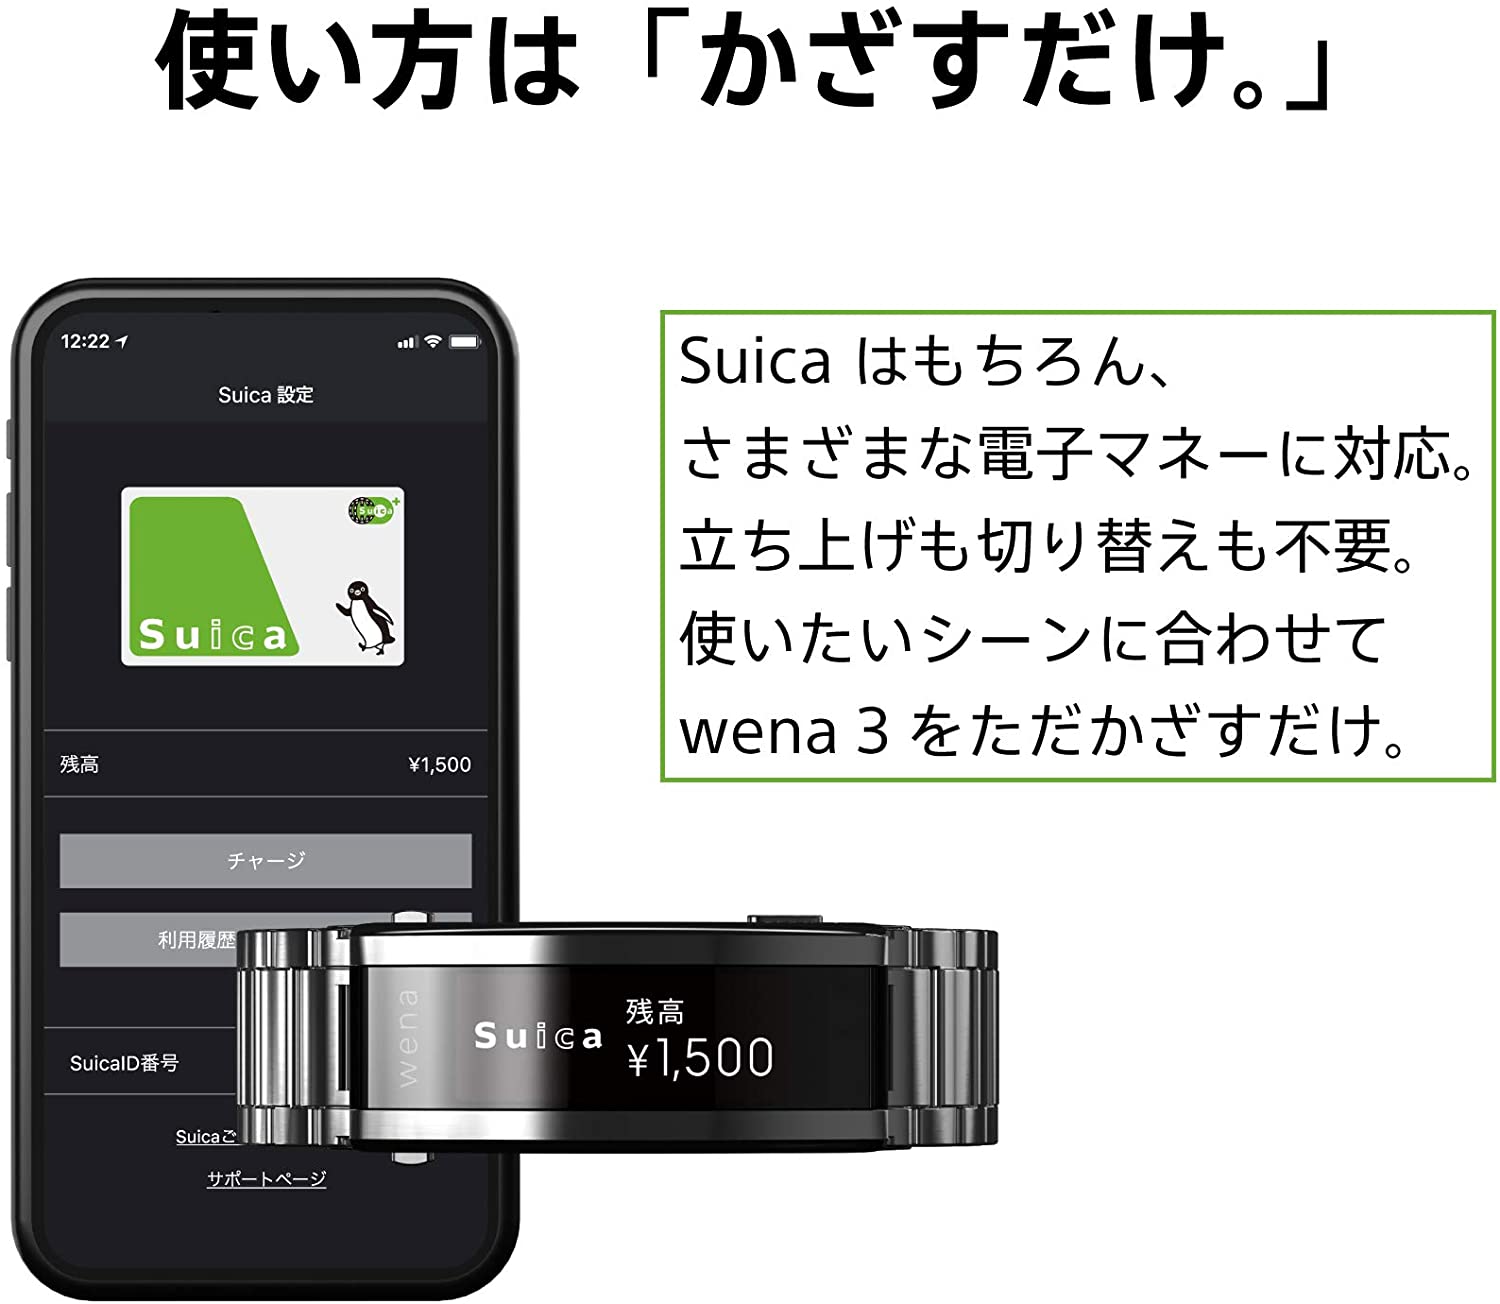 使い方は「かざすだけ。」
12:22
Suica 設定
Suica
Suica
残高 ¥1,500
チャージ
利用履歴
SuicaID番号
Suicaご
サポートページ
Suica はもちろん、
さまざまな電子マネーに対応。
立ち上げも切り替えも不要。
使いたいシーンに合わせて
wena 3 をただかざすだけ。
wena
Suica
残高
¥1,500